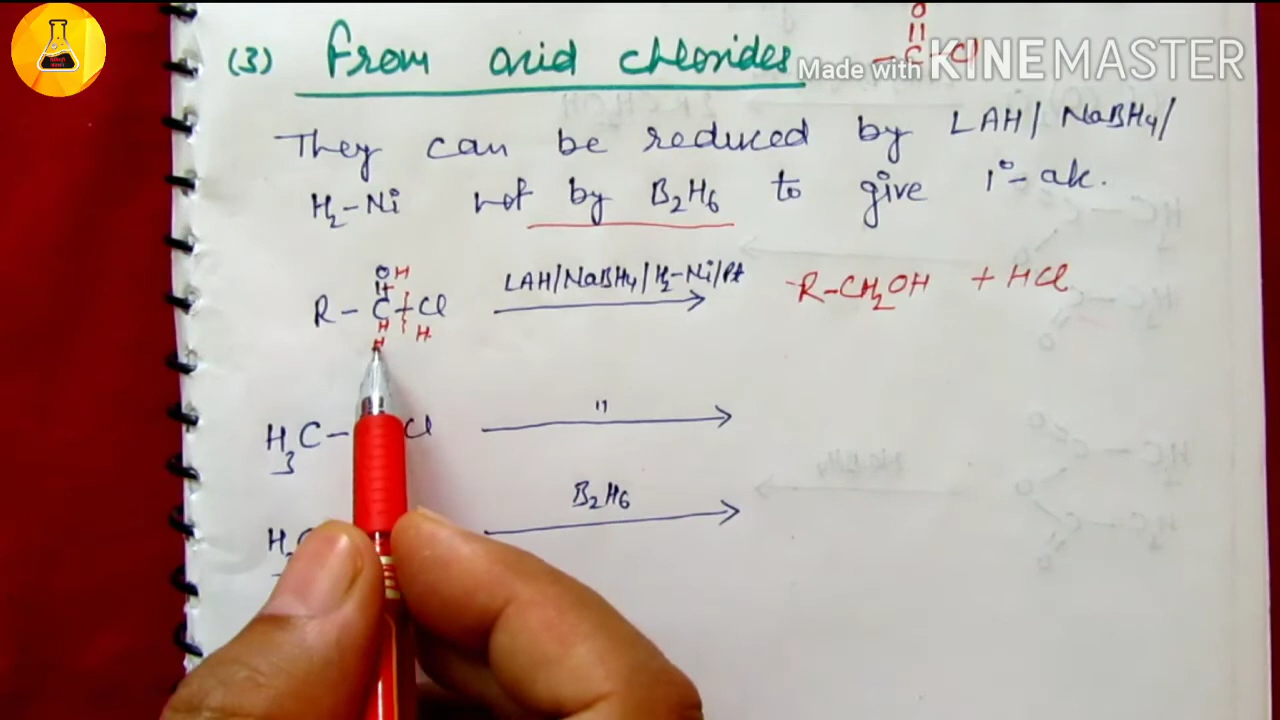 (3) From acid chlorides
O
||
— C — Cl
Made with KINEMASTER
They can be reduced by LAH/ NaBH4/
H2-Ni not by B2H6 to give 1°-alc.
R - C - Cl
O H
H
H
H
LAH/NaBH4/H2-Ni/Pt
R-CH2OH + HCl
H3C - Cl
"
B2H6